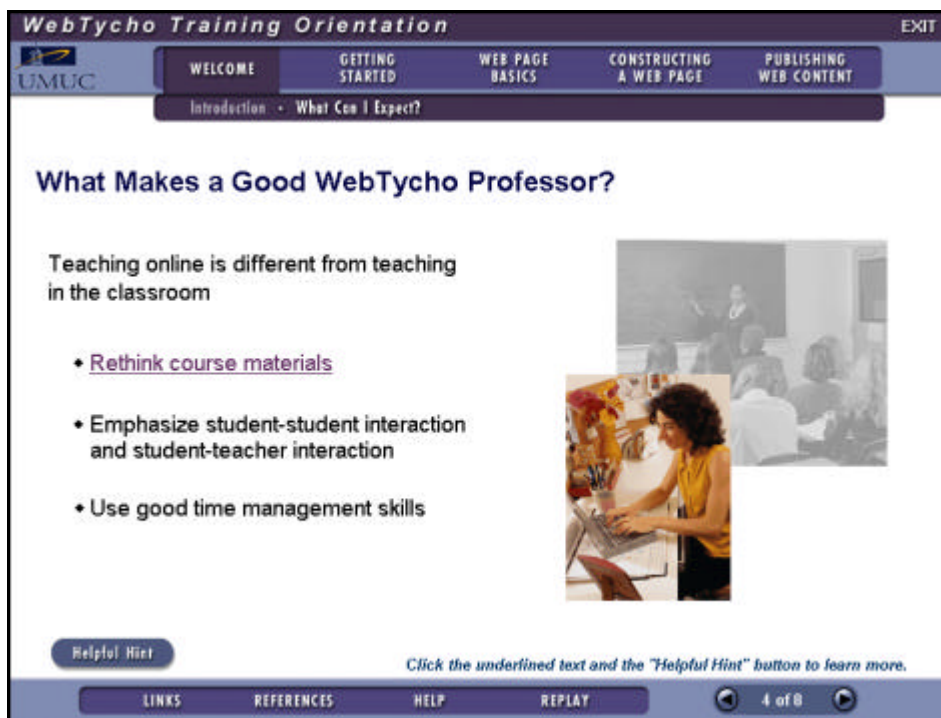 WebTycho Training Orientation
EXIT
UMUC
WELCOME
GETTING
STARTED
WEB PAGE
BASICS
CONSTRUCTING
A WEB PAGE
PUBLISHING
WEB CONTENT
Introduction • What Can I Expect?
What Makes a Good WebTycho Professor?
Teaching online is different from teaching
in the classroom
◆ Rethink course materials
◆ Emphasize student-student interaction
and student-teacher interaction
◆ Use good time management skills
Helpful Hint
Click the underlined text and the "Helpful Hint" button to learn more.
LINKS
REFERENCES
HELP
REPLAY
4 of 8